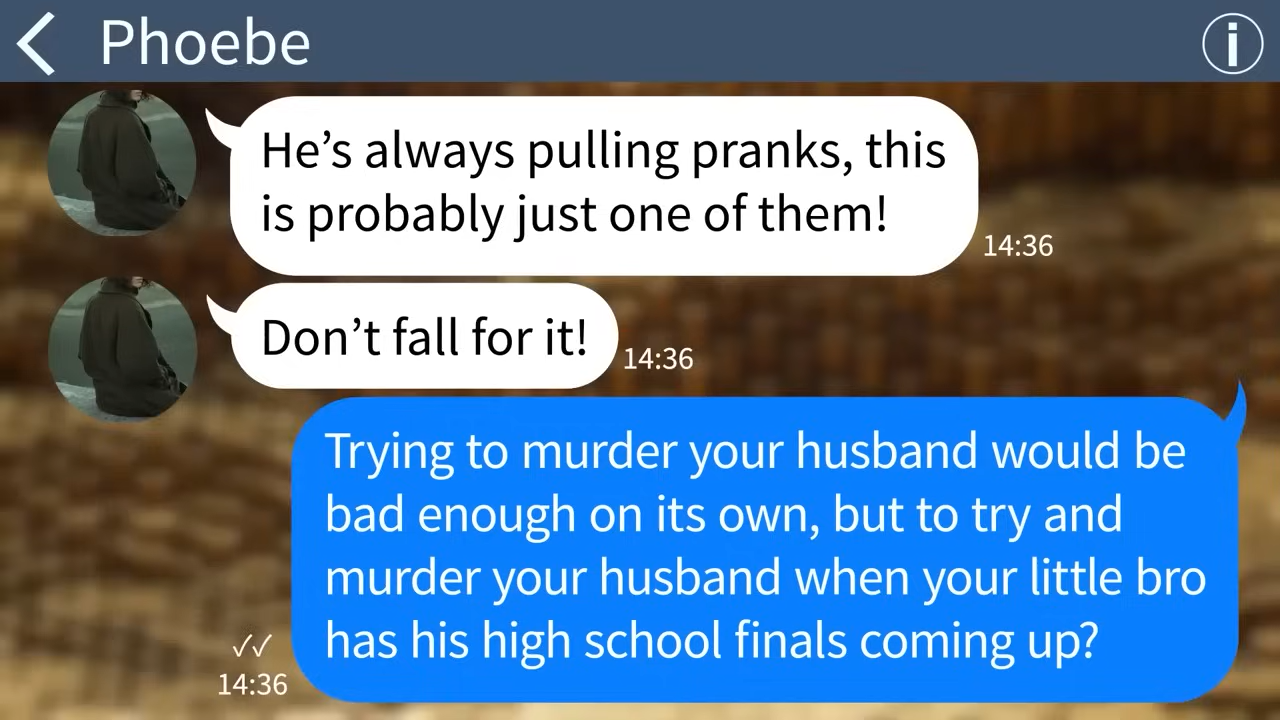 Phoebe
He’s always pulling pranks, this
is probably just one of them!
14:36
Don’t fall for it!
14:36
Trying to murder your husband would be
bad enough on its own, but to try and
murder your husband when your little bro
has his high school finals coming up?
✓✓
14:36